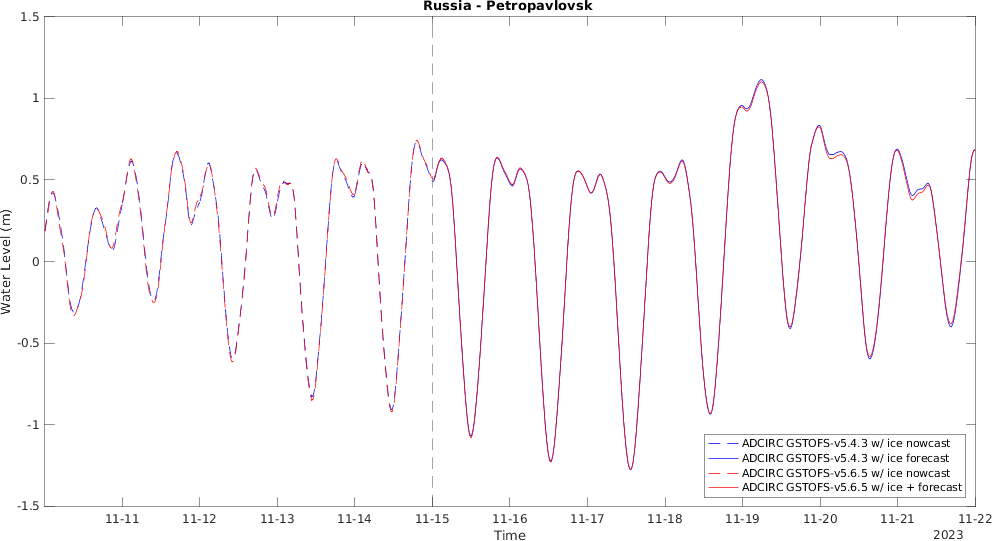 Russia - Petropavlovsk
1.5
1
0.5
0
-0.5
-1
-1.5
Water Level (m)
ADCIRC GSTOFS-v5.4.3 w/ ice nowcast
ADCIRC GSTOFS-v5.4.3 w/ ice forecast
ADCIRC GSTOFS-v5.6.5 w/ ice nowcast
ADCIRC GSTOFS-v5.6.5 w/ ice + forecast
11-11 11-12 11-13 11-14 11-15 11-16 11-17 11-18 11-19 11-20 11-21 11-22
Time
2023